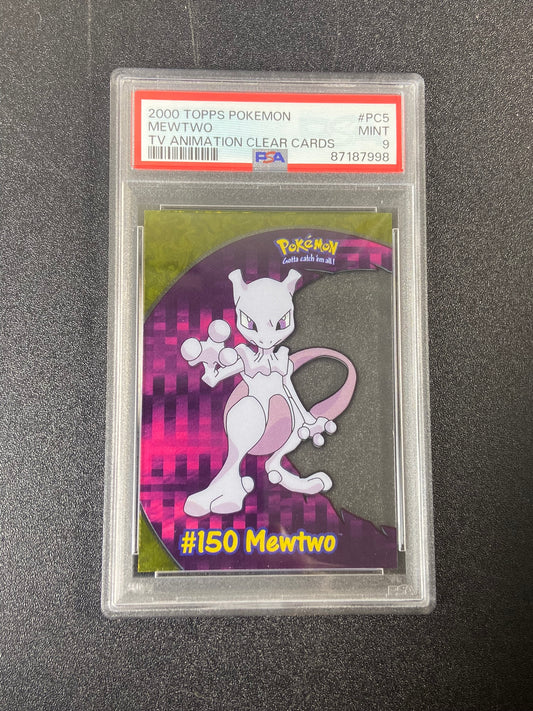 2000 TOPPS POKEMON #PC5
MEWTWO MINT
TV ANIMATION CLEAR CARDS 9
PSA 87187998
POKéMON
Gotta catch 'em all!
#150 Mewtwo